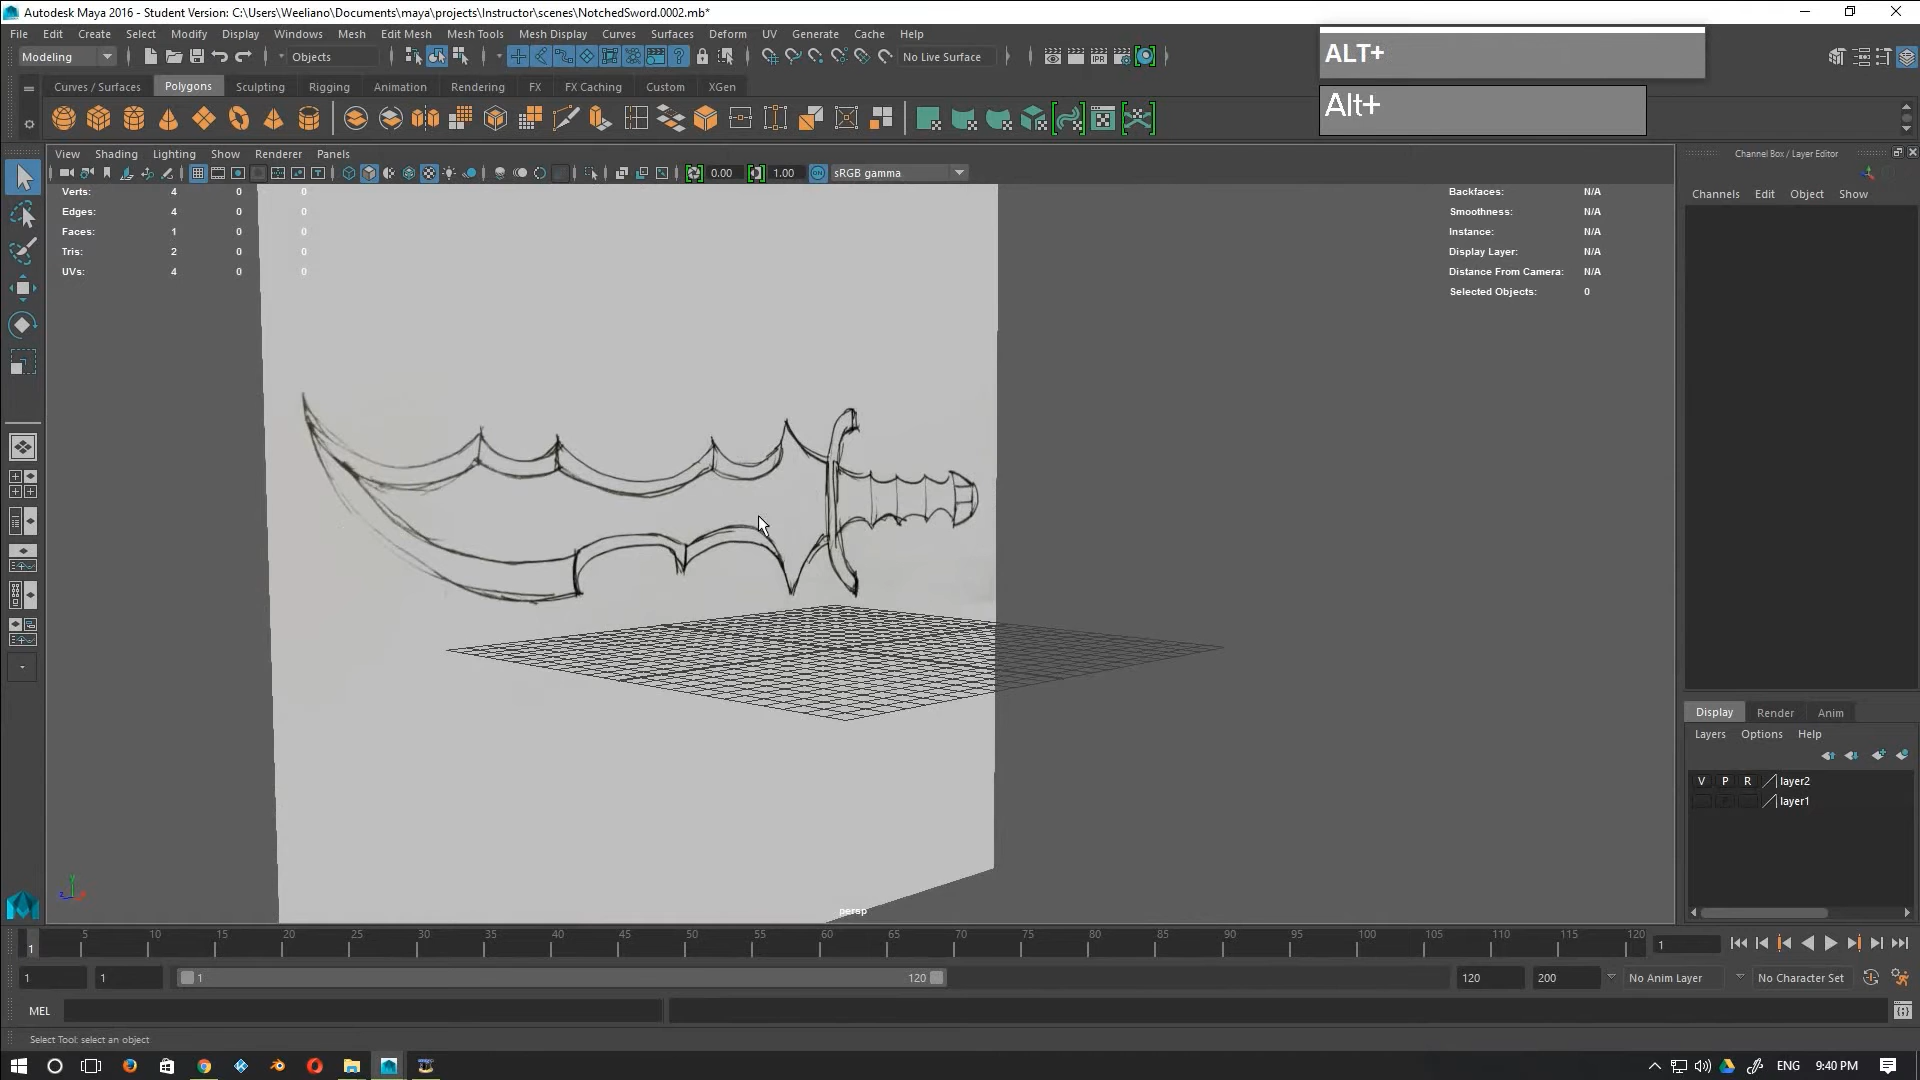 Autodesk Maya 2016 - Student Version: C:\Users\Weeliano\Documents\maya\projects\Instructor\scenes\NotchedSword.0002.mb*
File Edit Create Select Modify Display Windows Mesh Edit Mesh Mesh Tools Mesh Display Curves Surfaces Deform UV Generate Cache Help
ALT+
Modeling Objects No Live Surface IPR
Curves / Surfaces Polygons Sculpting Rigging Animation Rendering FX FX Caching Custom XGen
Alt+
View Shading Lighting Show Renderer Panels
Channel Box / Layer Editor
0.00 1.00 sRGB gamma
Channels Edit Object Show
Verts: 4 0 0
Edges: 4 0 0
Faces: 1 0 0
Tris: 2 0 0
UVs: 4 0 0
Backfaces: N/A
Smoothness: N/A
Instance: N/A
Display Layer: N/A
Distance From Camera: N/A
Selected Objects: 0
Display Render Anim
Layers Options Help
V P R layer2
layer1
persp
1 5 10 15 20 25 30 35 40 45 50 55 60 65 70 75 80 85 90 95 100 105 110 115 120 1
1 1 1 120 120 200 No Anim Layer No Character Set
MEL
Select Tool: select an object
ENG 9:40 PM